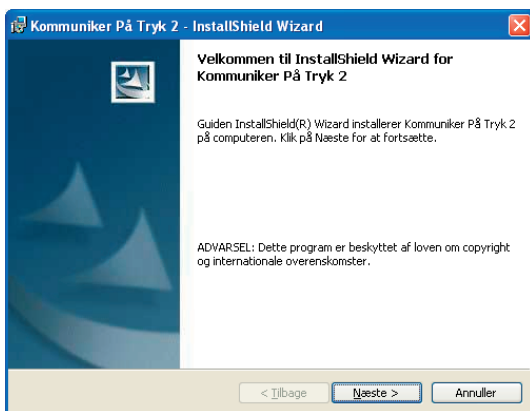 Kommuniker På Tryk 2 - InstallShield Wizard
Velkommen til InstallShield Wizard for
Kommuniker På Tryk 2
Guiden InstallShield(R) Wizard installerer Kommuniker På Tryk 2
på computeren. Klik på Næste for at fortsætte.
ADVARSEL: Dette program er beskyttet af loven om copyright
og internationale overenskomster.
< Tilbage
Næste >
Annuller